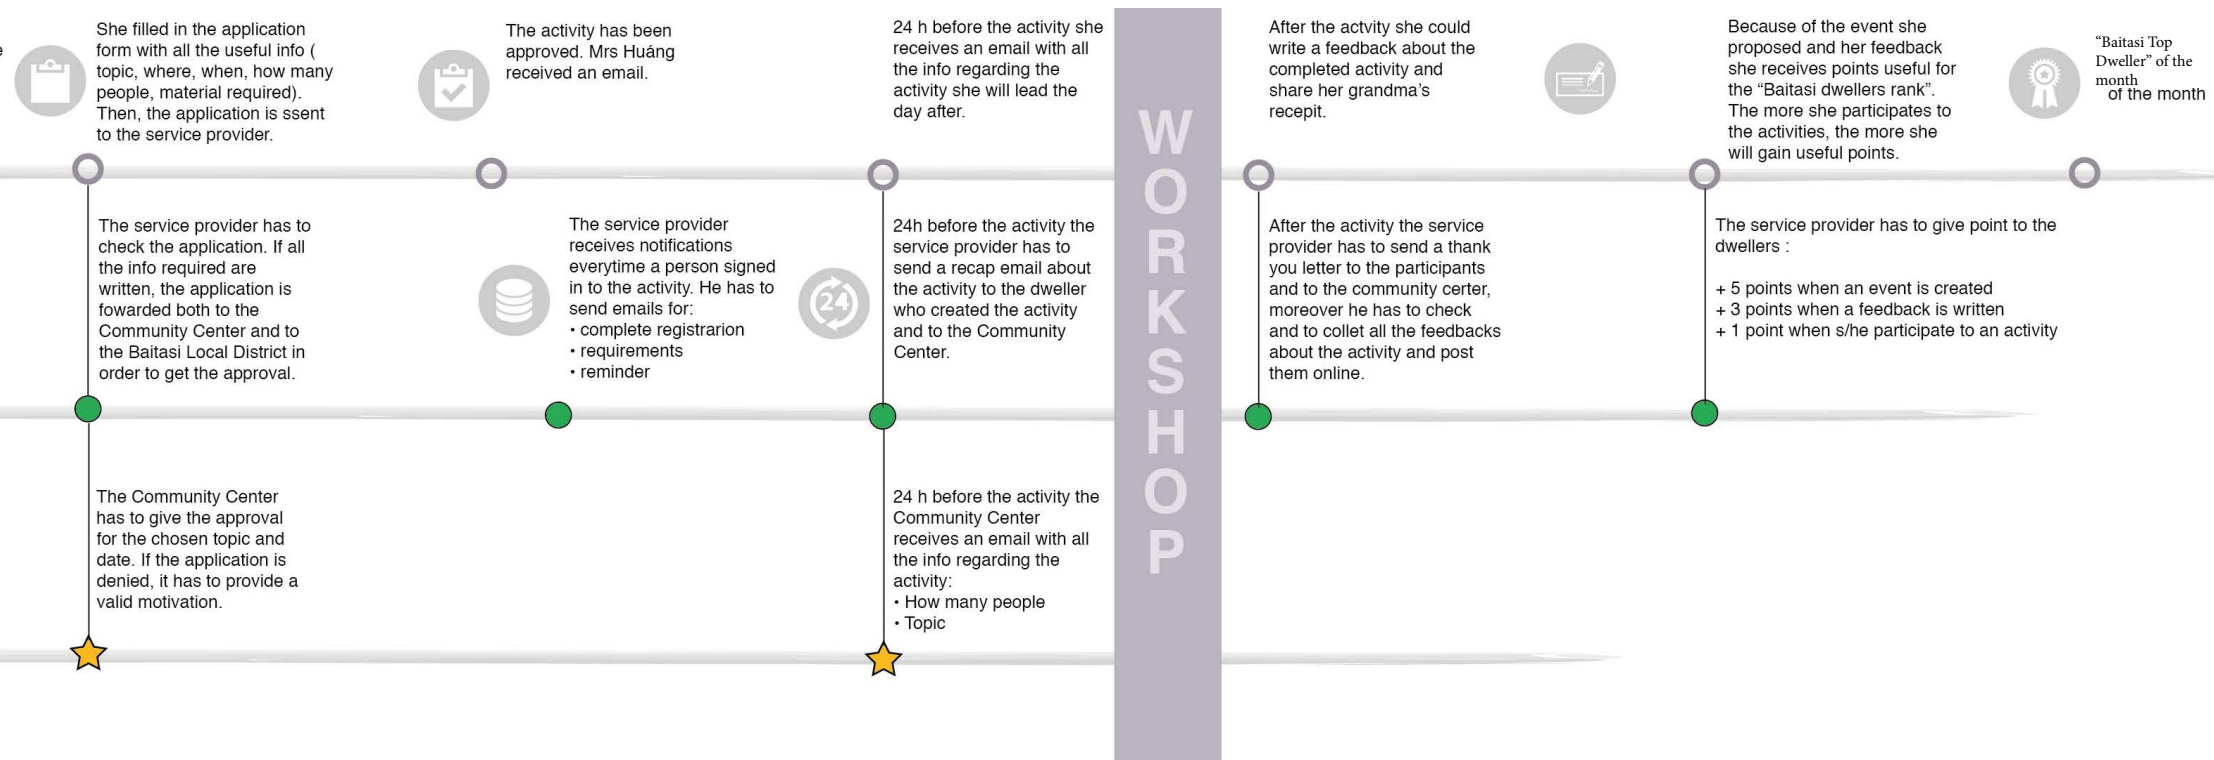 e
She filled in the application
form with all the useful info (
topic, where, when, how many
people, material required).
Then, the application is ssent
to the service provider.
The activity has been
approved. Mrs Huáng
received an email.
24 h before the activity she
receives an email with all
the info regarding the
activity she will lead the
day after.
After the actvity she could
write a feedback about the
completed activity and
share her grandma’s
recepit.
Because of the event she
proposed and her feedback
she receives points useful for
the “Baitasi dwellers rank”.
The more she participates to
the activities, the more she
will gain useful points.
“Baitasi Top
Dweller” of the
month
of the month
The service provider has to
check the application. If all
the info required are
written, the application is
fowarded both to the
Community Center and to
the Baitasi Local District in
order to get the approval.
The service provider
receives notifications
everytime a person signed
in to the activity. He has to
send emails for:
• complete registrarion
• requirements
• reminder
24
24h before the activity the
service provider has to
send a recap email about
the activity to the dweller
who created the activity
and to the Community
Center.
After the activity the service
provider has to send a thank
you letter to the participants
and to the community certer,
moreover he has to check
and to collet all the feedbacks
about the activity and post
them online.
The service provider has to give point to the
dwellers :
+ 5 points when an event is created
+ 3 points when a feedback is written
+ 1 point when s/he participate to an activity
The Community Center
has to give the approval
for the chosen topic and
date. If the application is
denied, it has to provide a
valid motivation.
24 h before the activity the
Community Center
receives an email with all
the info regarding the
activity:
• How many people
• Topic
WORKSHOP